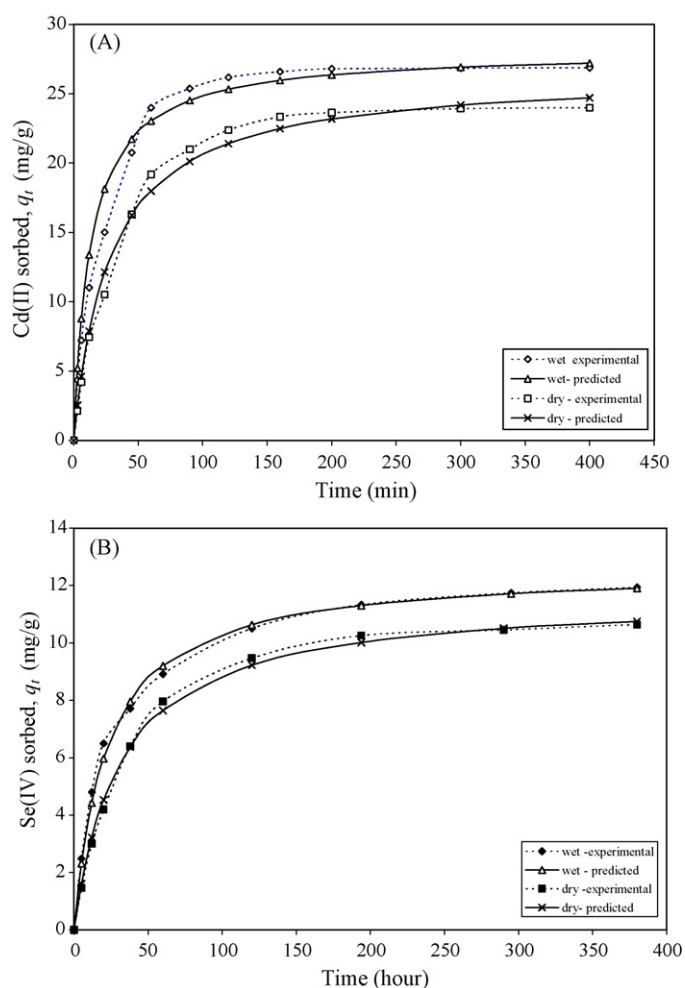 (A)
30
25
20
15
10
5
0
Cd(II) sorbed, qt (mg/g)
wet experimental
wet- predicted
dry - experimental
dry - predicted
0 50 100 150 200 250 300 350 400 450
Time (min)
(B)
14
12
10
8
6
4
2
0
Se(IV) sorbed, qt (mg/g)
wet -experimental
wet - predicted
dry -experimental
dry- predicted
0 50 100 150 200 250 300 350 400
Time (hour)